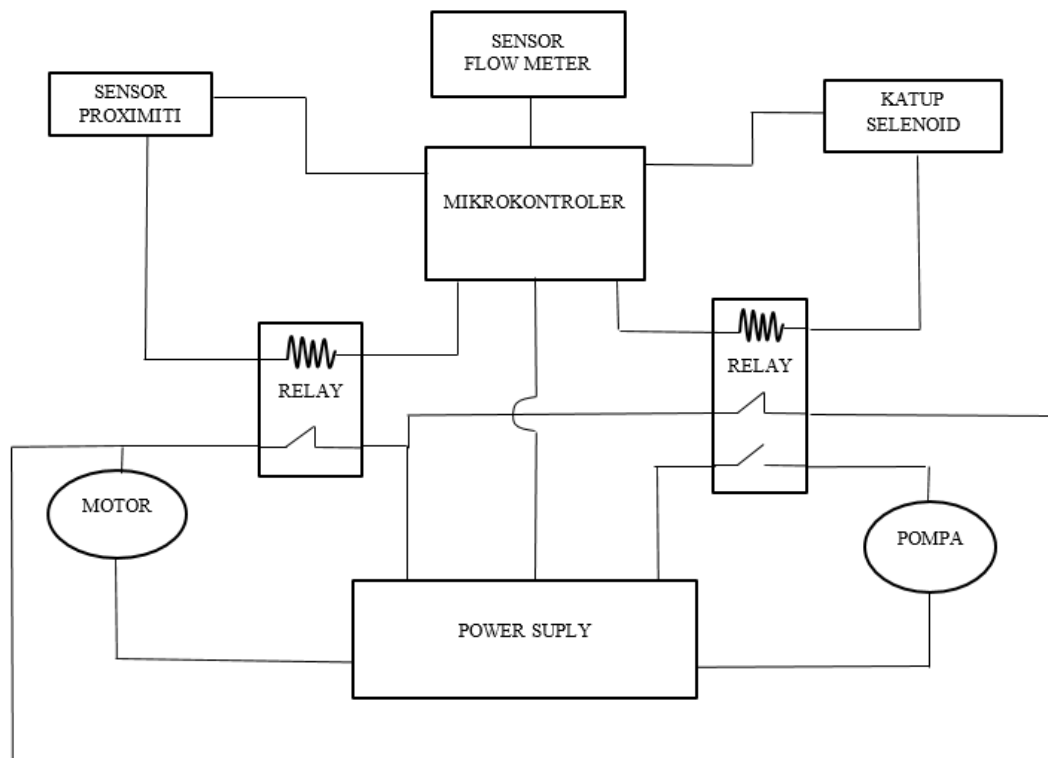 SENSOR
FLOW METER
SENSOR
PROXIMITI
KATUP
SELENOID
MIKROKONTROLER
RELAY
RELAY
MOTOR
POMPA
POWER SUPLY